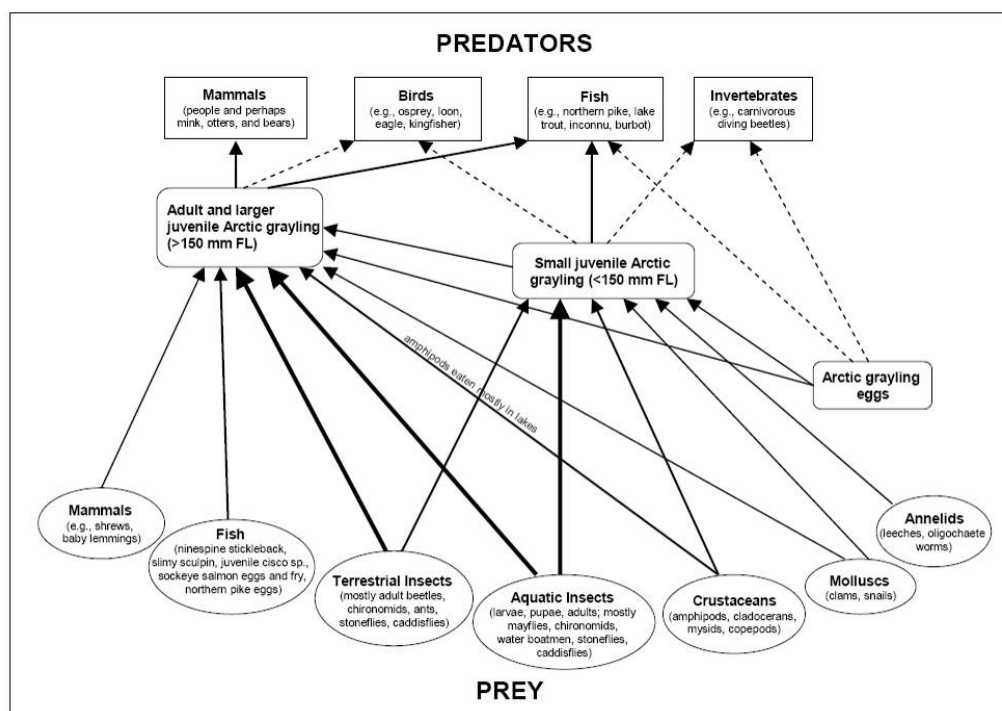 PREDATORS
Mammals
(people and perhaps
mink, otters, and bears)
Birds
(e.g., osprey, loon,
eagle, kingfisher)
Fish
(e.g., northern pike, lake
trout, inconnu, burbot)
Invertebrates
(e.g., carnivorous
diving beetles)
Adult and larger
juvenile Arctic grayling
(>150 mm FL)
Small juvenile Arctic
grayling (<150 mm FL)
Arctic grayling
eggs
amphipods eaten mostly in lakes
Mammals
(e.g., shrews,
baby lemmings)
Fish
(ninespine stickleback,
slimy sculpin, juvenile cisco sp.,
sockeye salmon eggs and fry,
northern pike eggs)
Terrestrial Insects
(mostly adult beetles,
chironomids, ants,
stoneflies, caddisflies)
Aquatic Insects
(larvae, pupae, adults; mostly
mayflies, chironomids,
water boatmen, stoneflies,
caddisflies)
Crustaceans
(amphipods, cladocerans,
mysids, copepods)
Molluscs
(clams, snails)
Annelids
(leeches, oligochaete
worms)
PREY